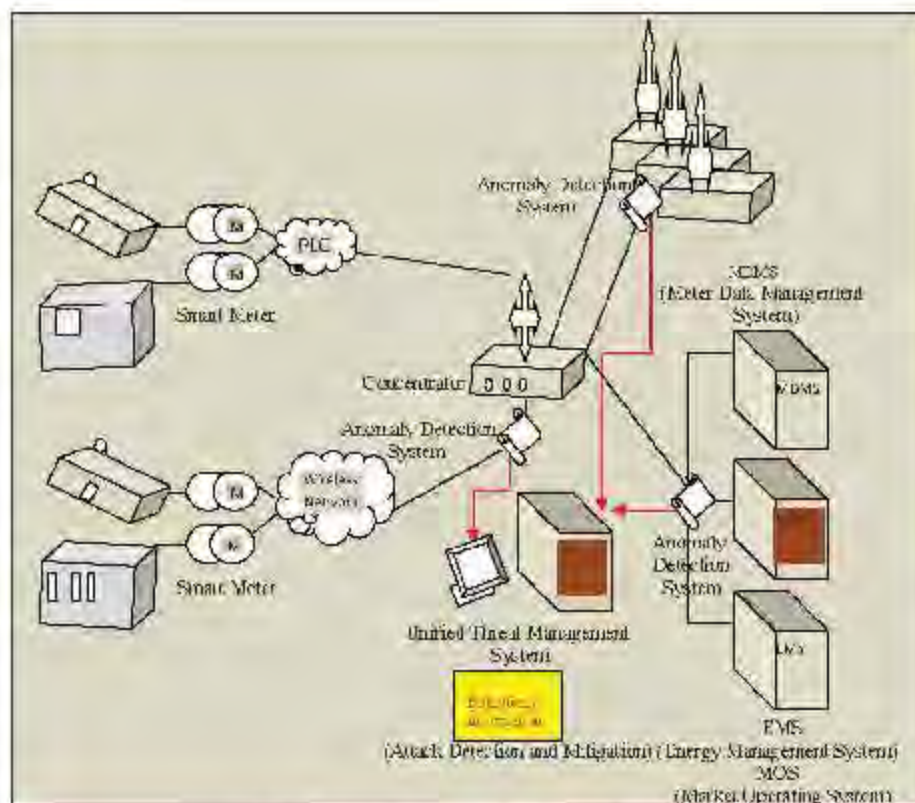 Anomaly Detection
System
M
PLC
M
MDMS
(Meter Data Management
System)
Smart Meter
MDMS
Concentrator
Anomaly Detection
System
Wireless
Network
M
M
Anomaly
Detection
System
Smart Meter
Unified Threat Management
System
EMS
(Attack Detection and Mitigation) (Energy Management System)
MOS
(Market Operating System)